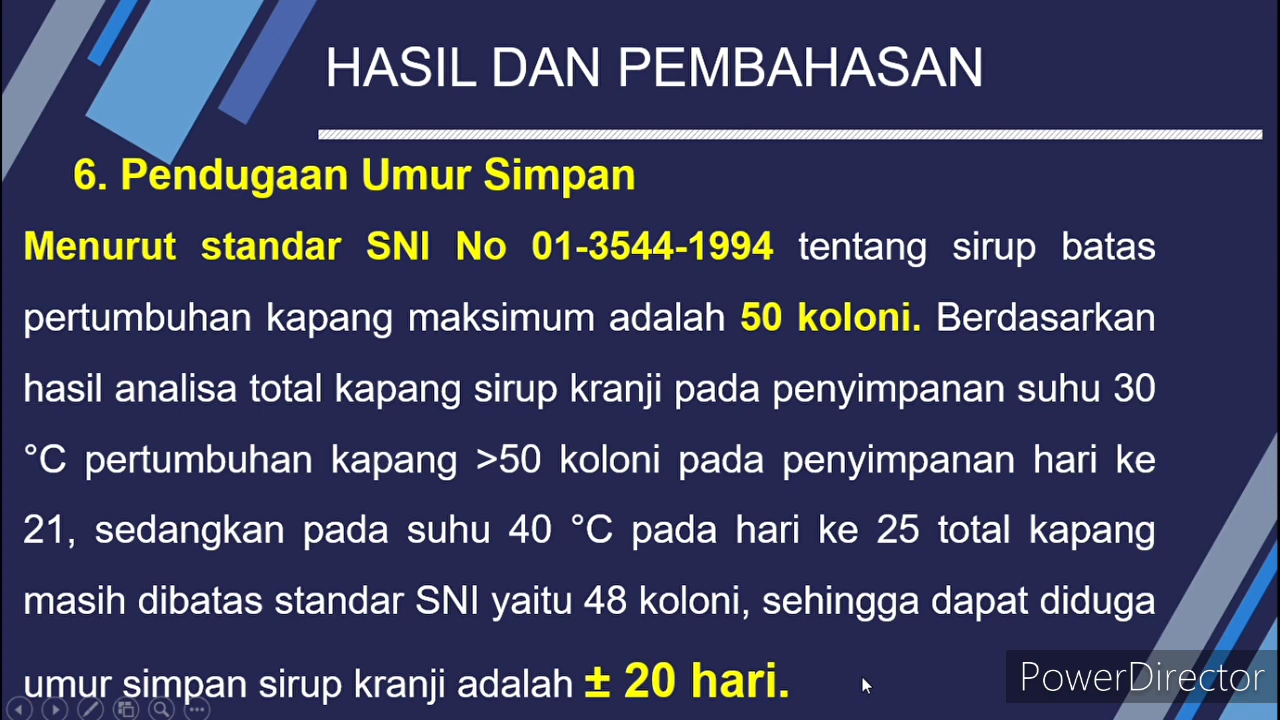 HASIL DAN PEMBAHASAN
6. Pendugaan Umur Simpan
Menurut standar SNI No 01-3544-1994 tentang sirup batas
pertumbuhan kapang maksimum adalah 50 koloni. Berdasarkan
hasil analisa total kapang sirup kranji pada penyimpanan suhu 30
°C pertumbuhan kapang >50 koloni pada penyimpanan hari ke
21, sedangkan pada suhu 40 °C pada hari ke 25 total kapang
masih dibatas standar SNI yaitu 48 koloni, sehingga dapat diduga
umur simpan sirup kranji adalah ± 20 hari.
PowerDirector